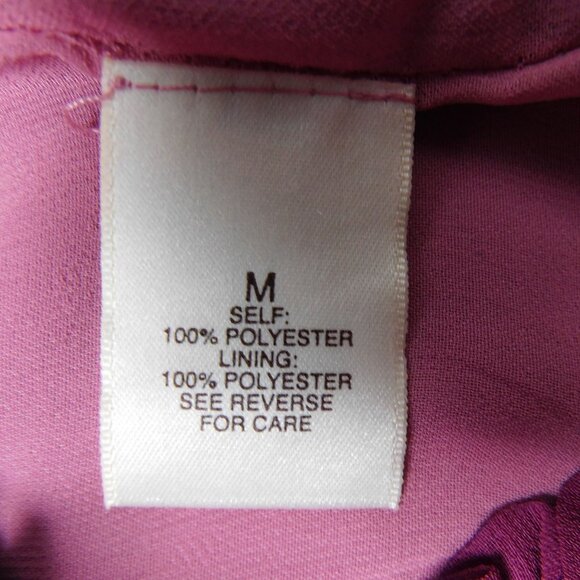 M
SELF:
100% POLYESTER
LINING:
100% POLYESTER
SEE REVERSE
FOR CARE